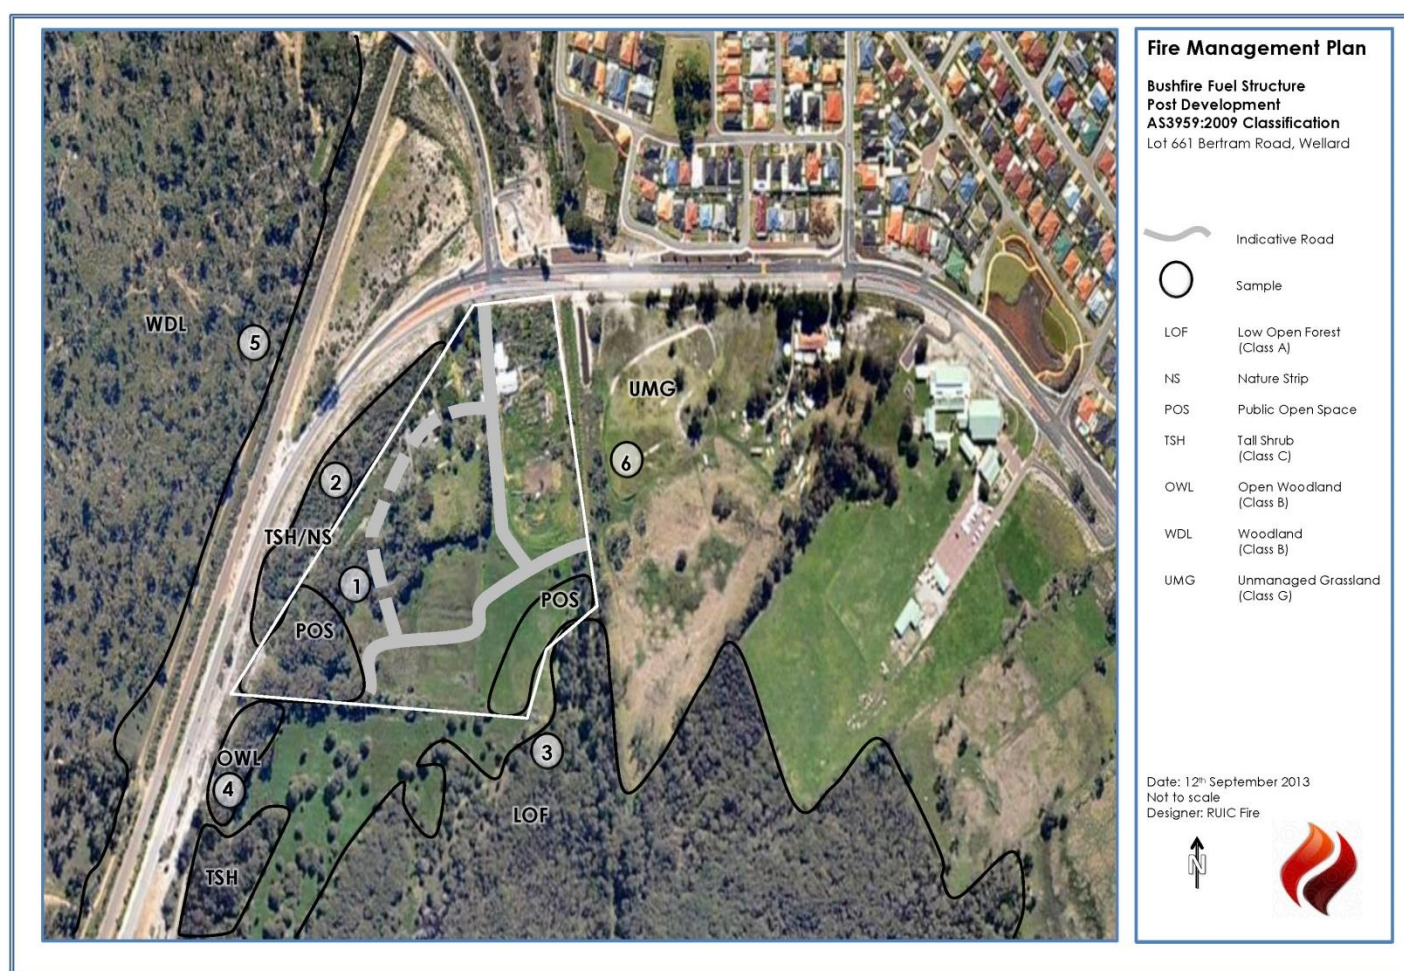 WDL
5
UMG
6
2
TSH/NS
1
POS
POS
OWL
4
3
LOF
TSH
Fire Management Plan
Bushfire Fuel Structure
Post Development
AS3959:2009 Classification
Lot 661 Bertram Road, Wellard
Indicative Road
Sample
LOF Low Open Forest
(Class A)
NS Nature Strip
POS Public Open Space
TSH Tall Shrub
(Class C)
OWL Open Woodland
(Class B)
WDL Woodland
(Class B)
UMG Unmanaged Grassland
(Class G)
Date: 12th September 2013
Not to scale
Designer: RUIC Fire
N